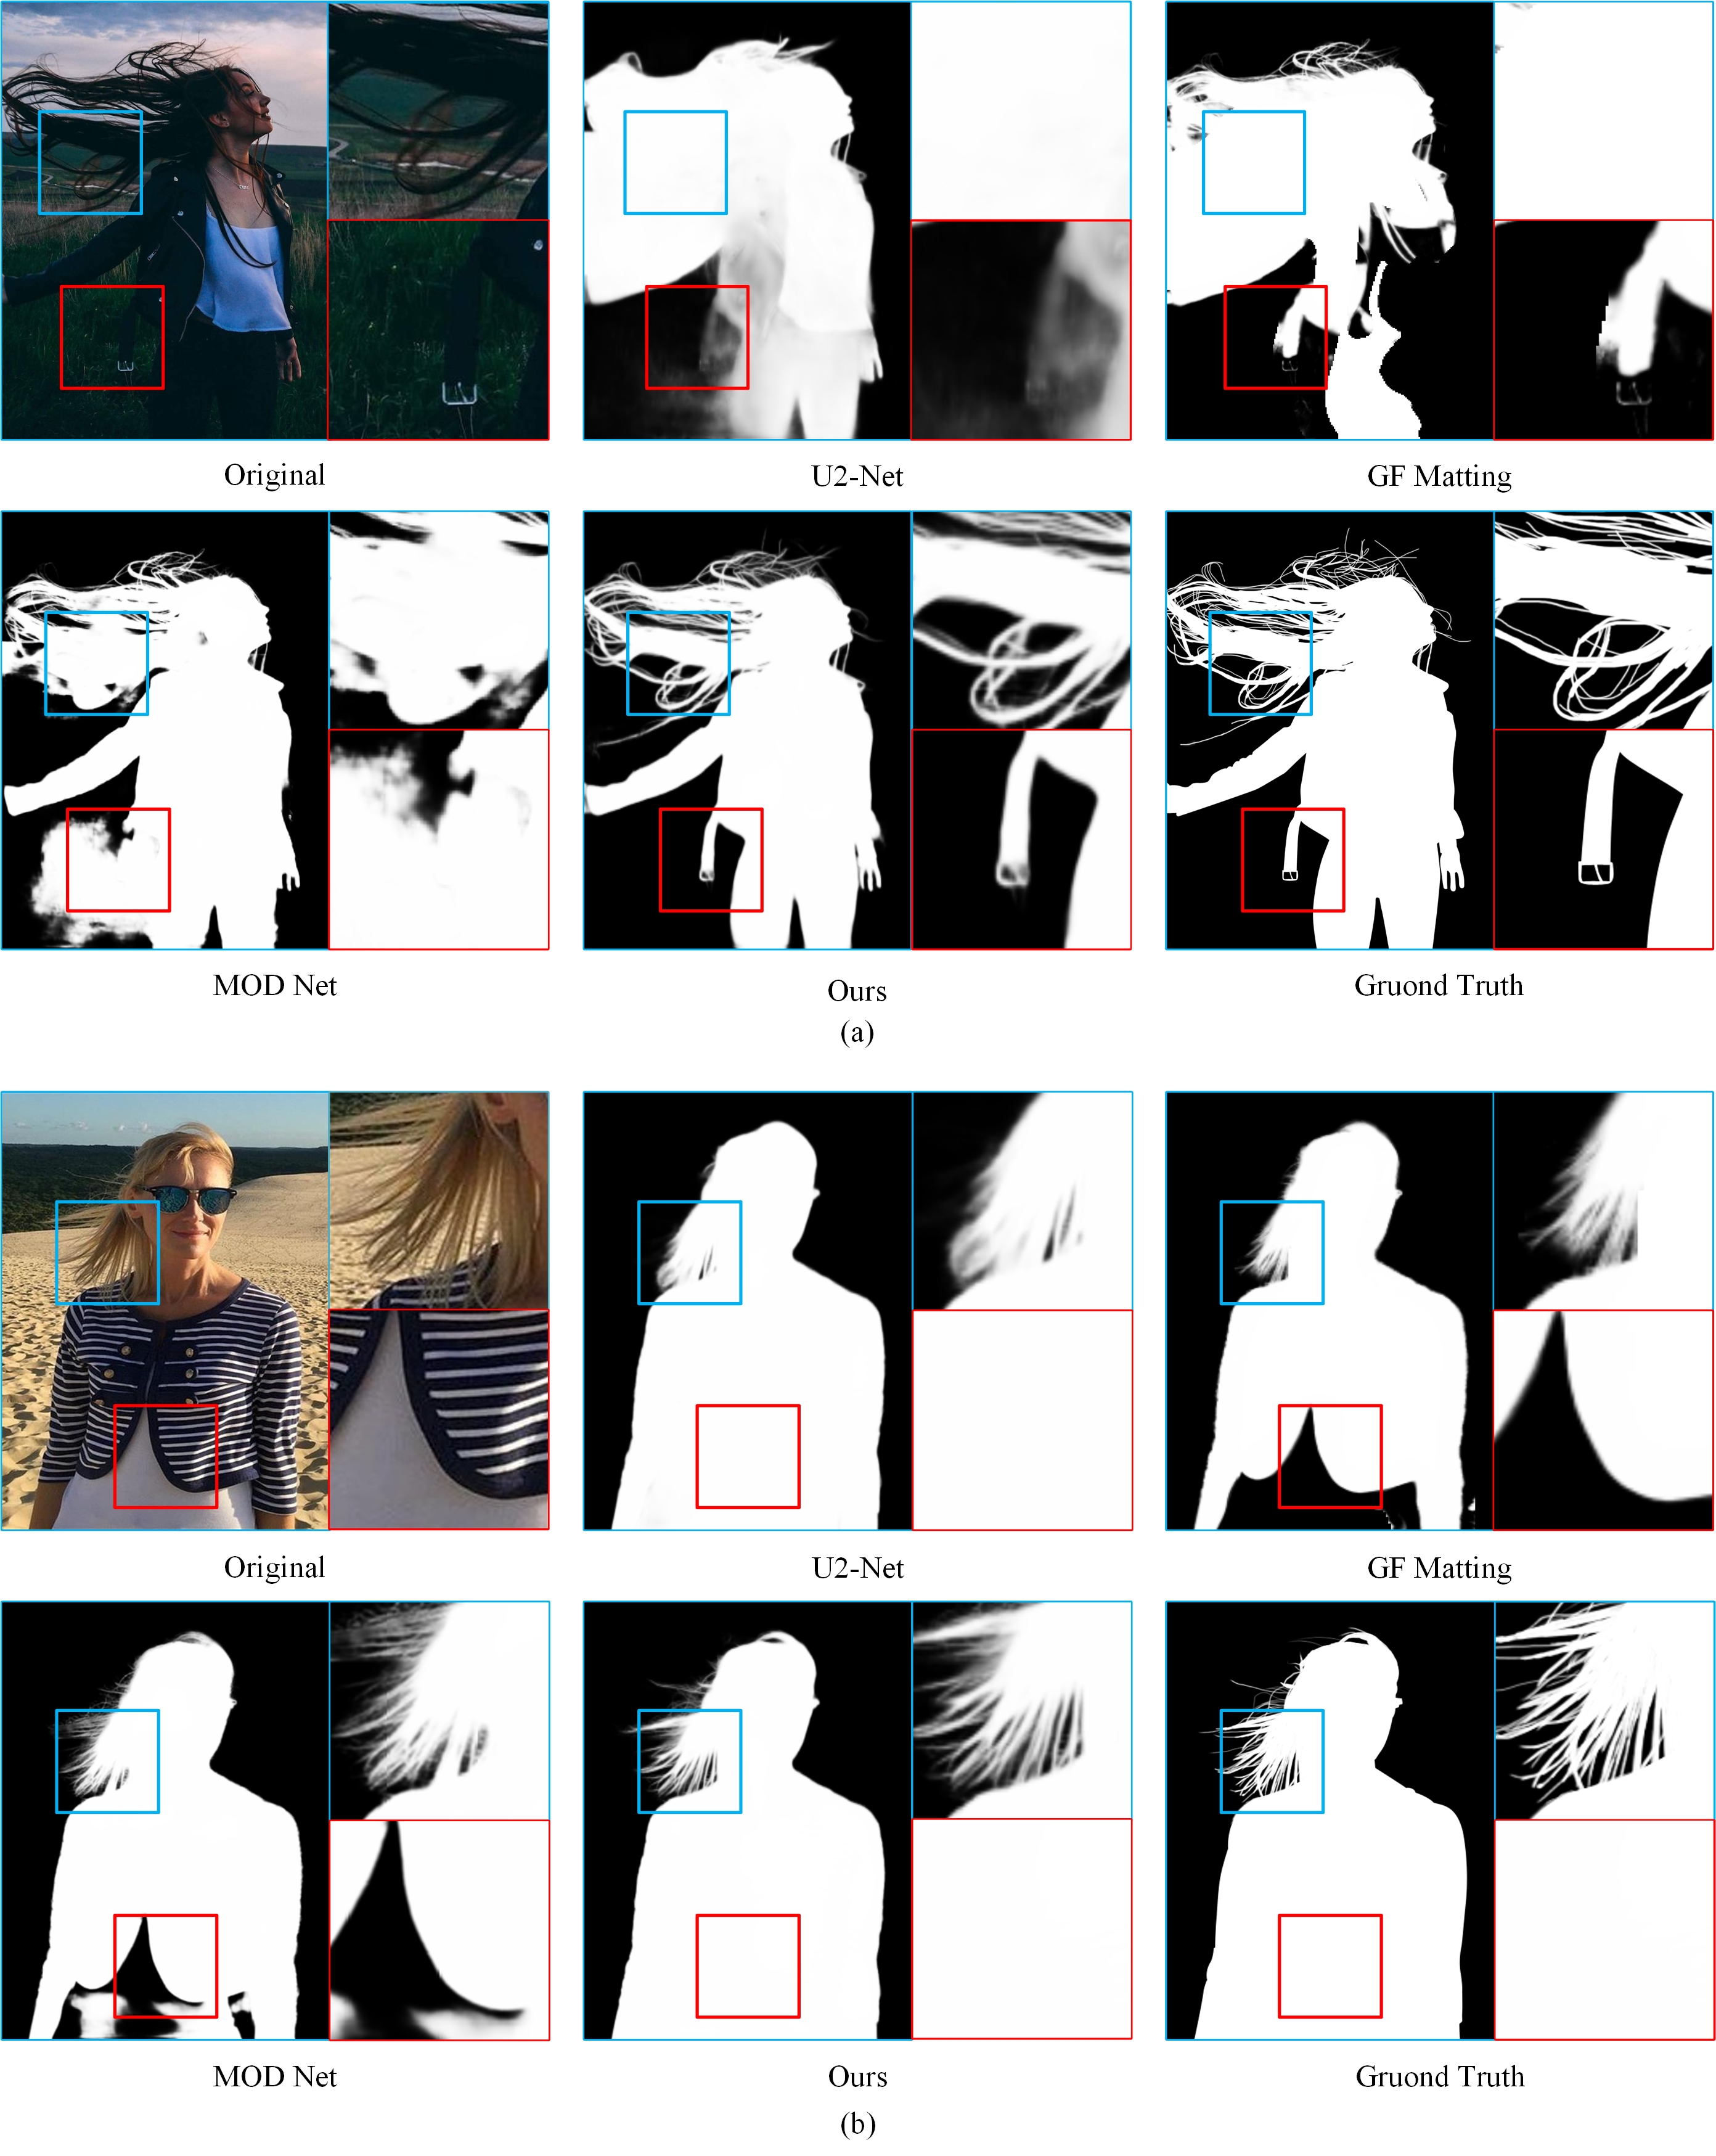 Original
U2-Net
GF Matting
MOD Net
Ours
Gruond Truth
(a)
Original
U2-Net
GF Matting
MOD Net
Ours
Gruond Truth
(b)